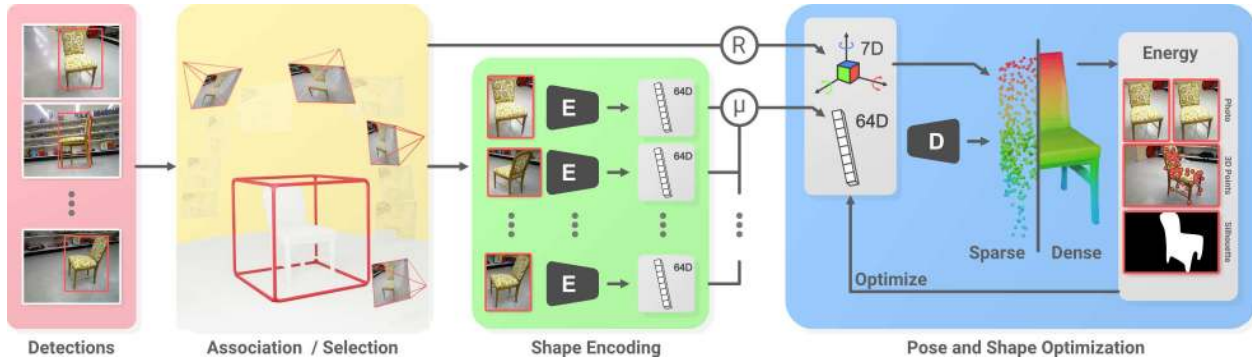 R
7D
Energy
64D
E
64D
μ
64D
D
Photo
E
64D
3D Points
Silhouette
Sparse
Dense
E
64D
Optimize
Detections
Association / Selection
Shape Encoding
Pose and Shape Optimization